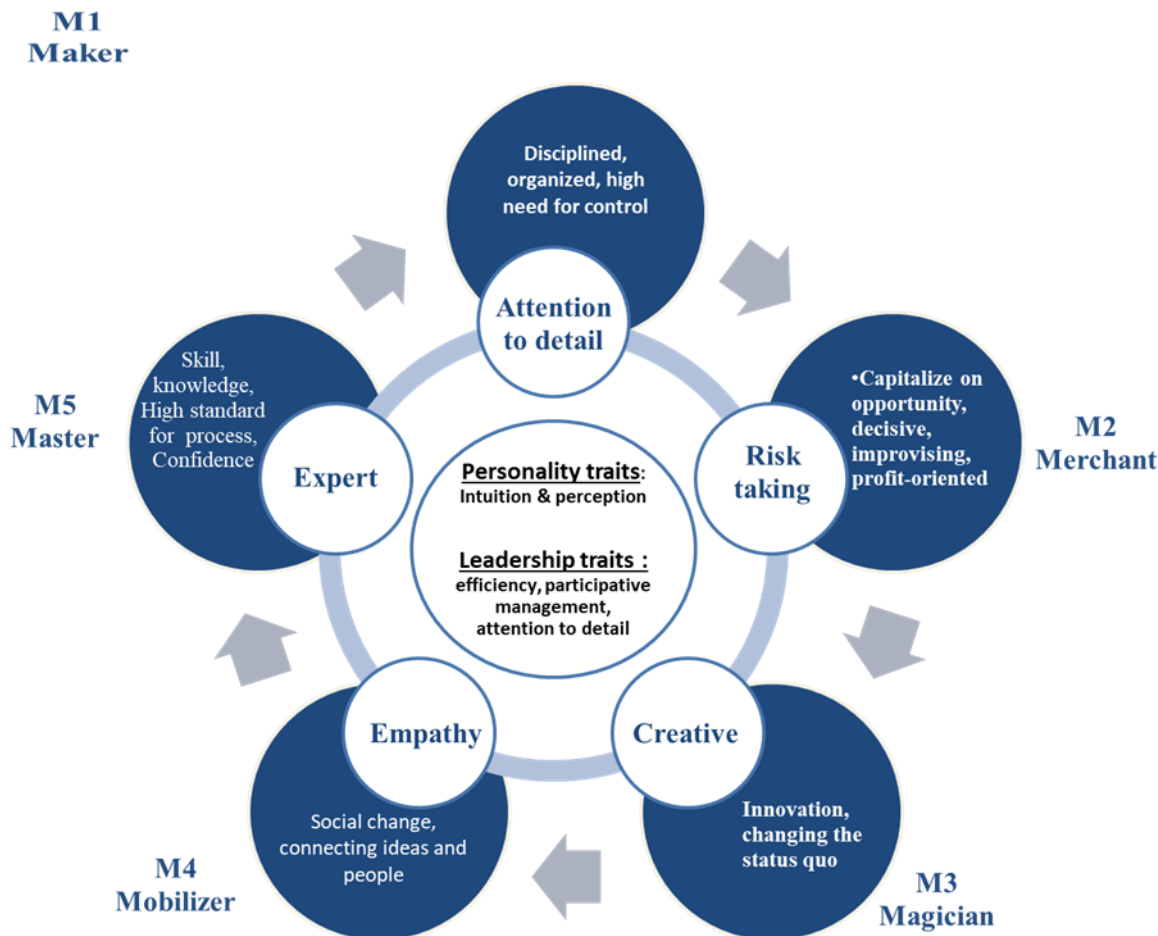 M1
Maker
Disciplined,
organized, high
need for control
Attention
to detail
•Capitalize on
opportunity,
decisive,
improvising,
profit-oriented
Risk
taking
M2
Merchant
Innovation,
changing the
status quo
Creative
M3
Magician
Social change,
connecting ideas and
people
Empathy
M4
Mobilizer
Skill,
knowledge,
High standard
for process,
Confidence
Expert
M5
Master
Personality traits:
Intuition & perception
Leadership traits :
efficiency, participative
management,
attention to detail